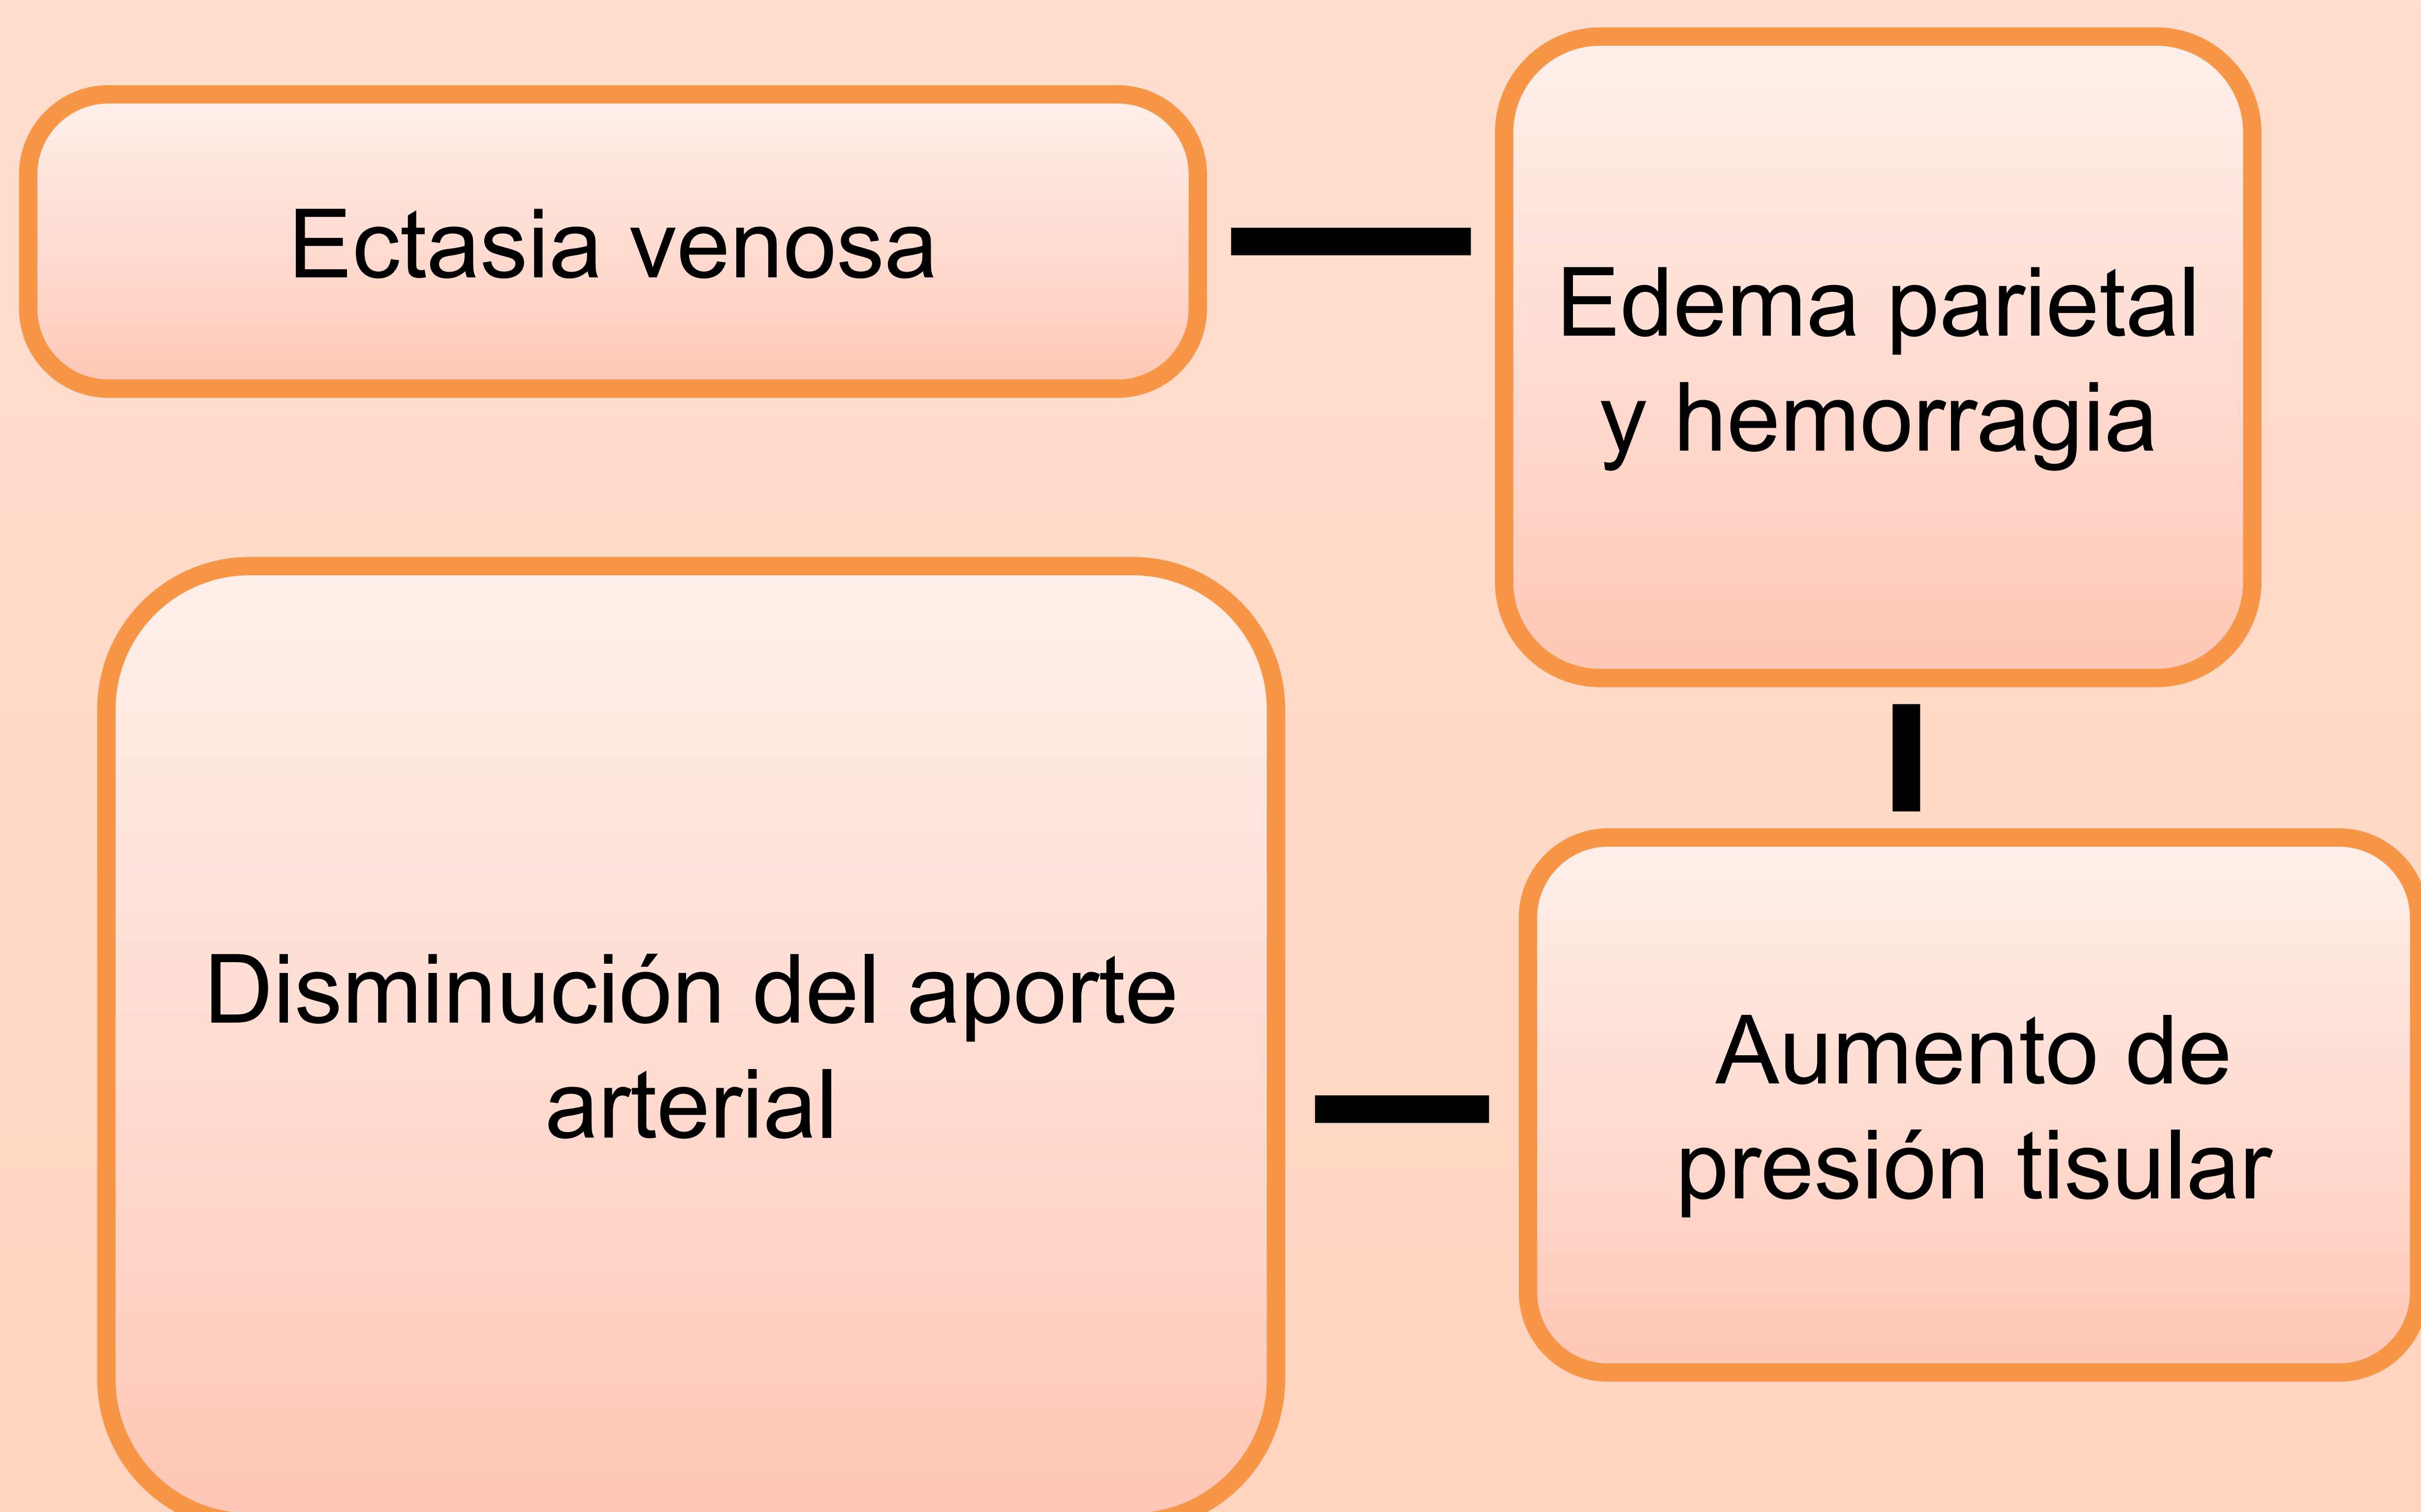 Ectasia venosa
Edema parietal
y hemorragia
Disminución del aporte
arterial
Aumento de
presión tisular